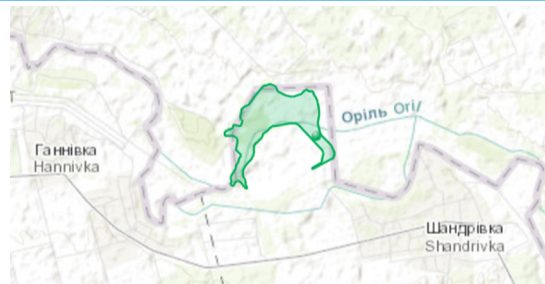 Оріль Oril
Ганнівка
Hannivka
Шандрівка
Shandrivka